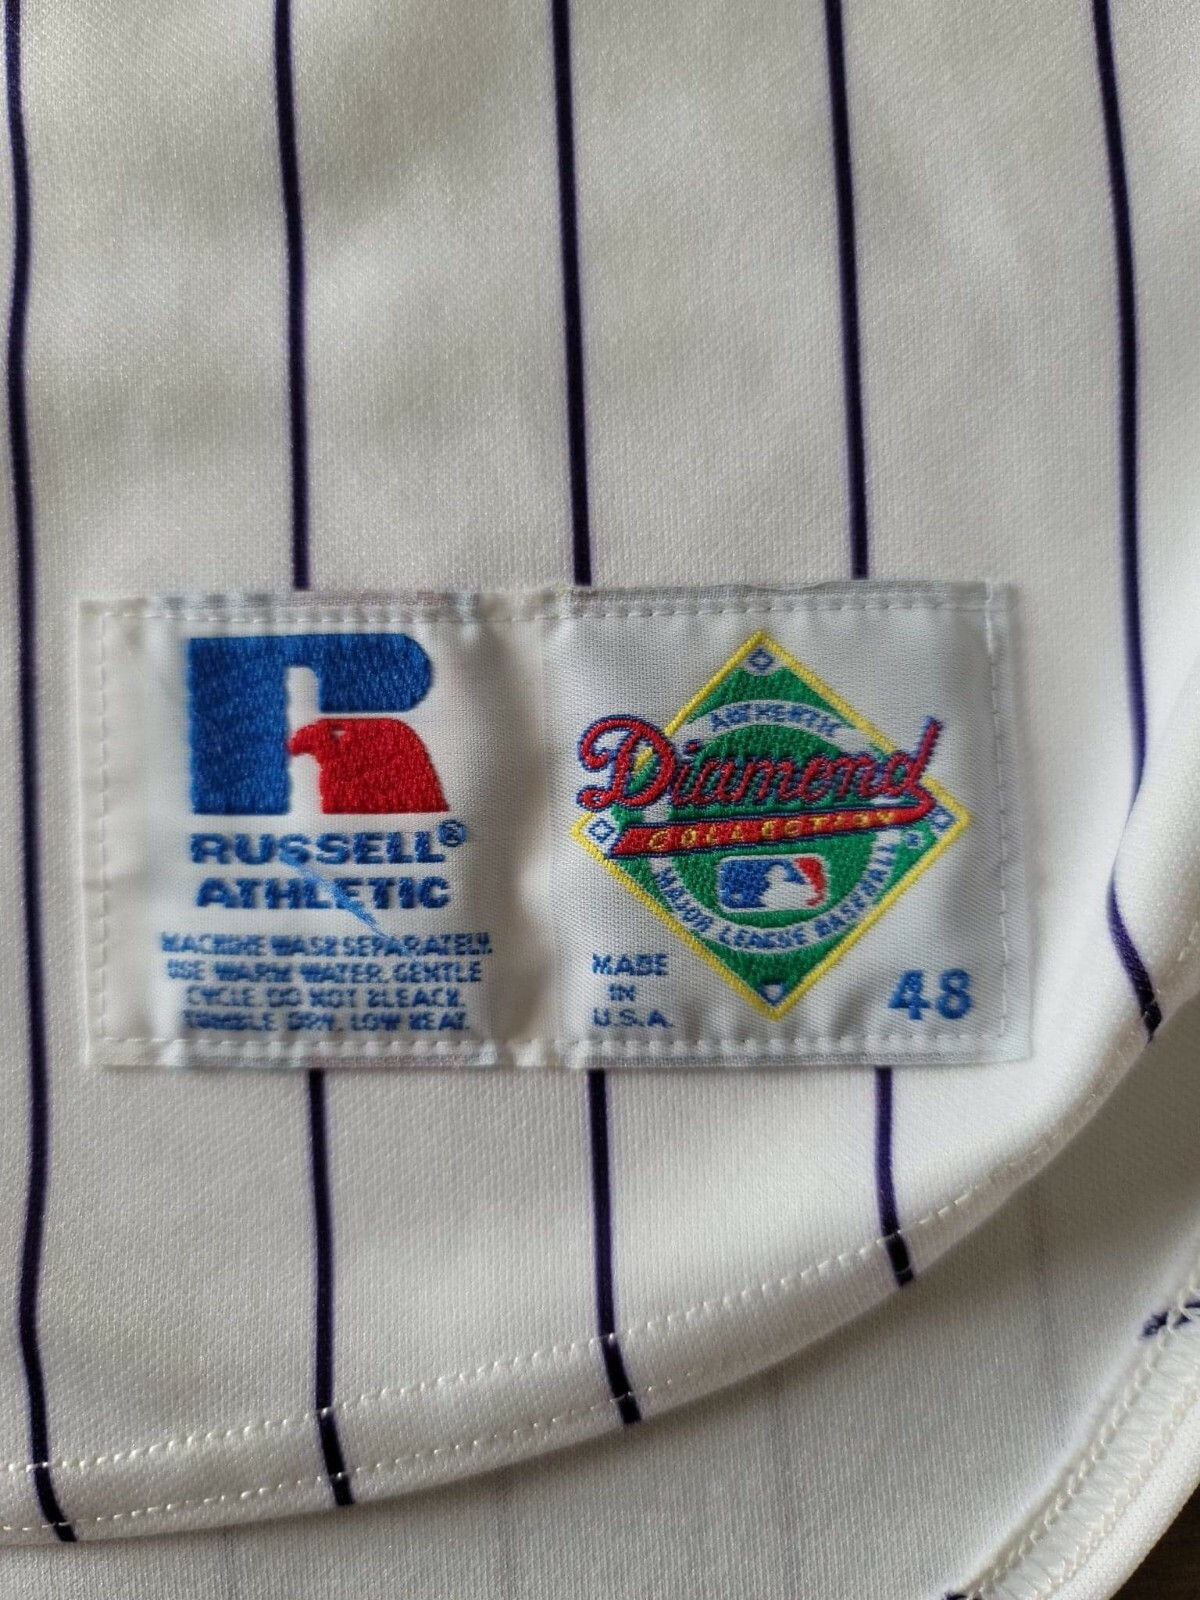 RUSSELL®
ATHLETIC
MACHINE WASH SEPARATELY.
USE WARM WATER. GENTLE
CYCLE. DO NOT BLEACH.
TUMBLE DRY. LOW HEAT.
AUTHENTIC
Diamond
COLLECTION
MAJOR LEAGUE BASEBALL
MADE
IN
U.S.A.
48